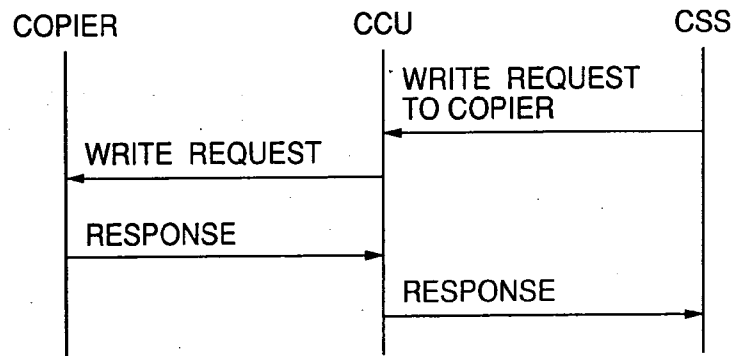 COPIER CCU CSS
WRITE REQUEST
TO COPIER
WRITE REQUEST
RESPONSE
RESPONSE